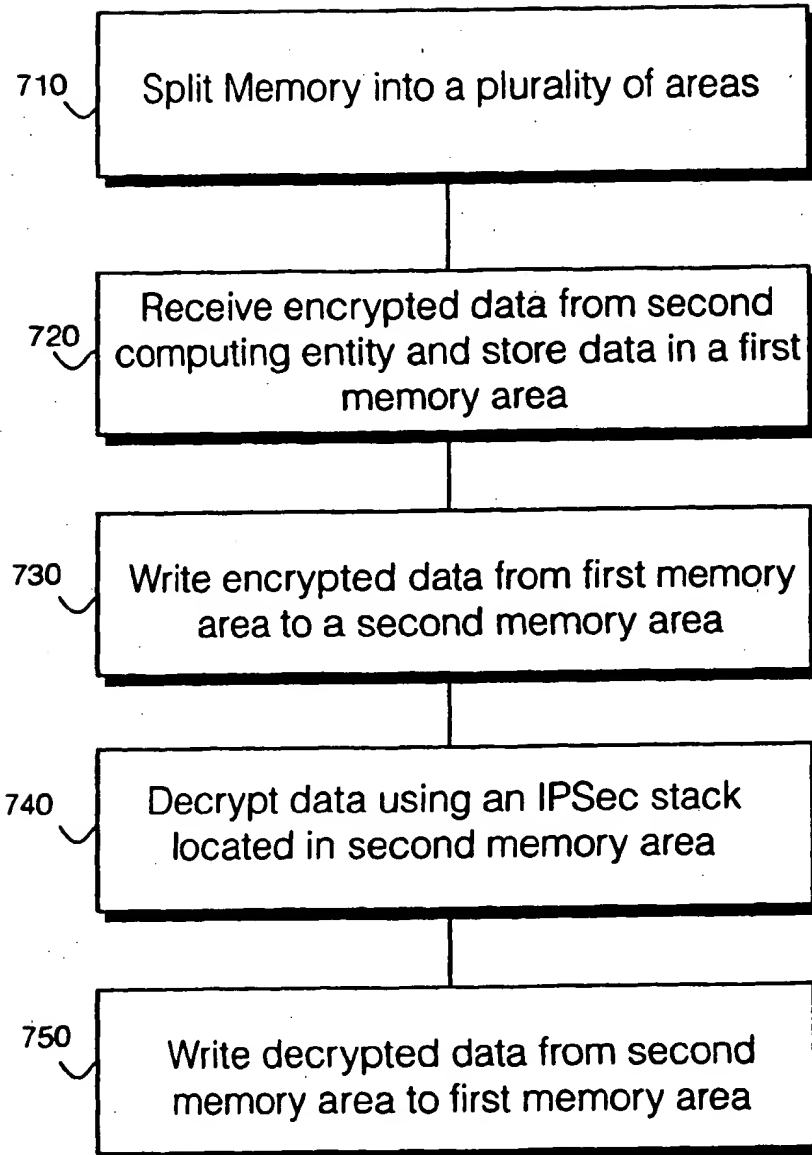 710
Split Memory into a plurality of areas
720
Receive encrypted data from second
computing entity and store data in a first
memory area
730
Write encrypted data from first memory
area to a second memory area
740
Decrypt data using an IPSec stack
located in second memory area
750
Write decrypted data from second
memory area to first memory area